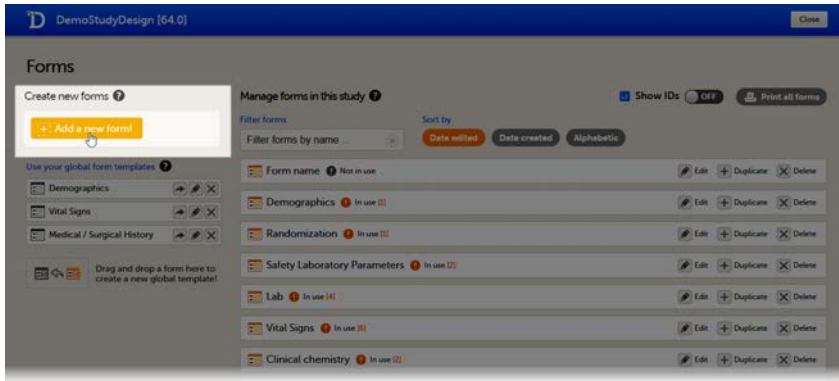 DemoStudyDesign [64.0]
Close
Forms
Create new forms ?
+ Add a new form!
Use your global form templates ?
Demographics
Vital Signs
Medical / Surgical History
Drag and drop a form here to
create a new global template!
Manage forms in this study ?
Show IDs OFF
Print all forms
Filter forms
Sort by
Filter forms by name ...
Date edited Date created Alphabetic
Form name Not in use Edit Duplicate Delete
Demographics In use [1] Edit Duplicate Delete
Randomization In use [1] Edit Duplicate Delete
Safety Laboratory Parameters In use [2] Edit Duplicate Delete
Lab In use [4] Edit Duplicate Delete
Vital Signs In use [6] Edit Duplicate Delete
Clinical chemistry In use [2] Edit Duplicate Delete